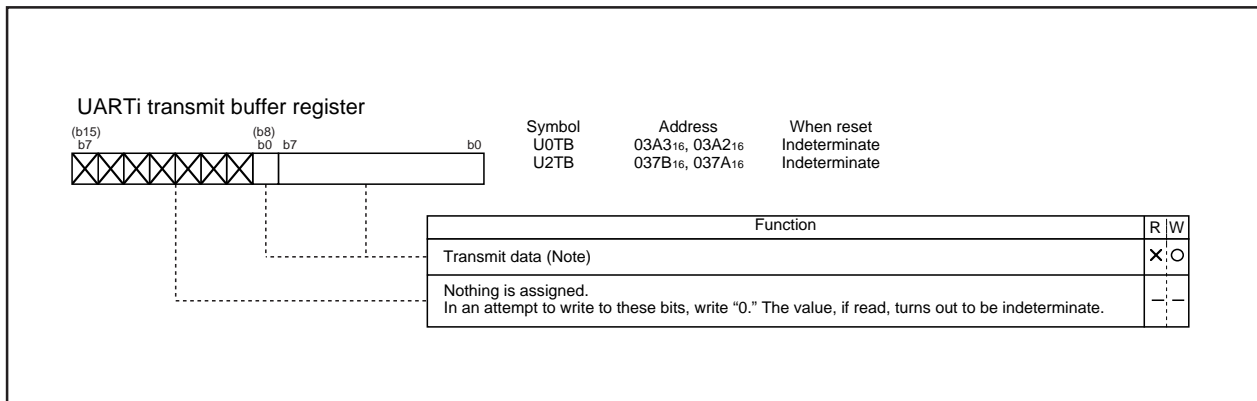 UARTi transmit buffer register
(b15) (b8)
b7 b0 b7 b0
Symbol Address When reset
U0TB 03A3₁₆, 03A2₁₆ Indeterminate
U2TB 037B₁₆, 037A₁₆ Indeterminate
Function R W
Transmit data (Note) X O
Nothing is assigned.
In an attempt to write to these bits, write “0.” The value, if read, turns out to be indeterminate. – –